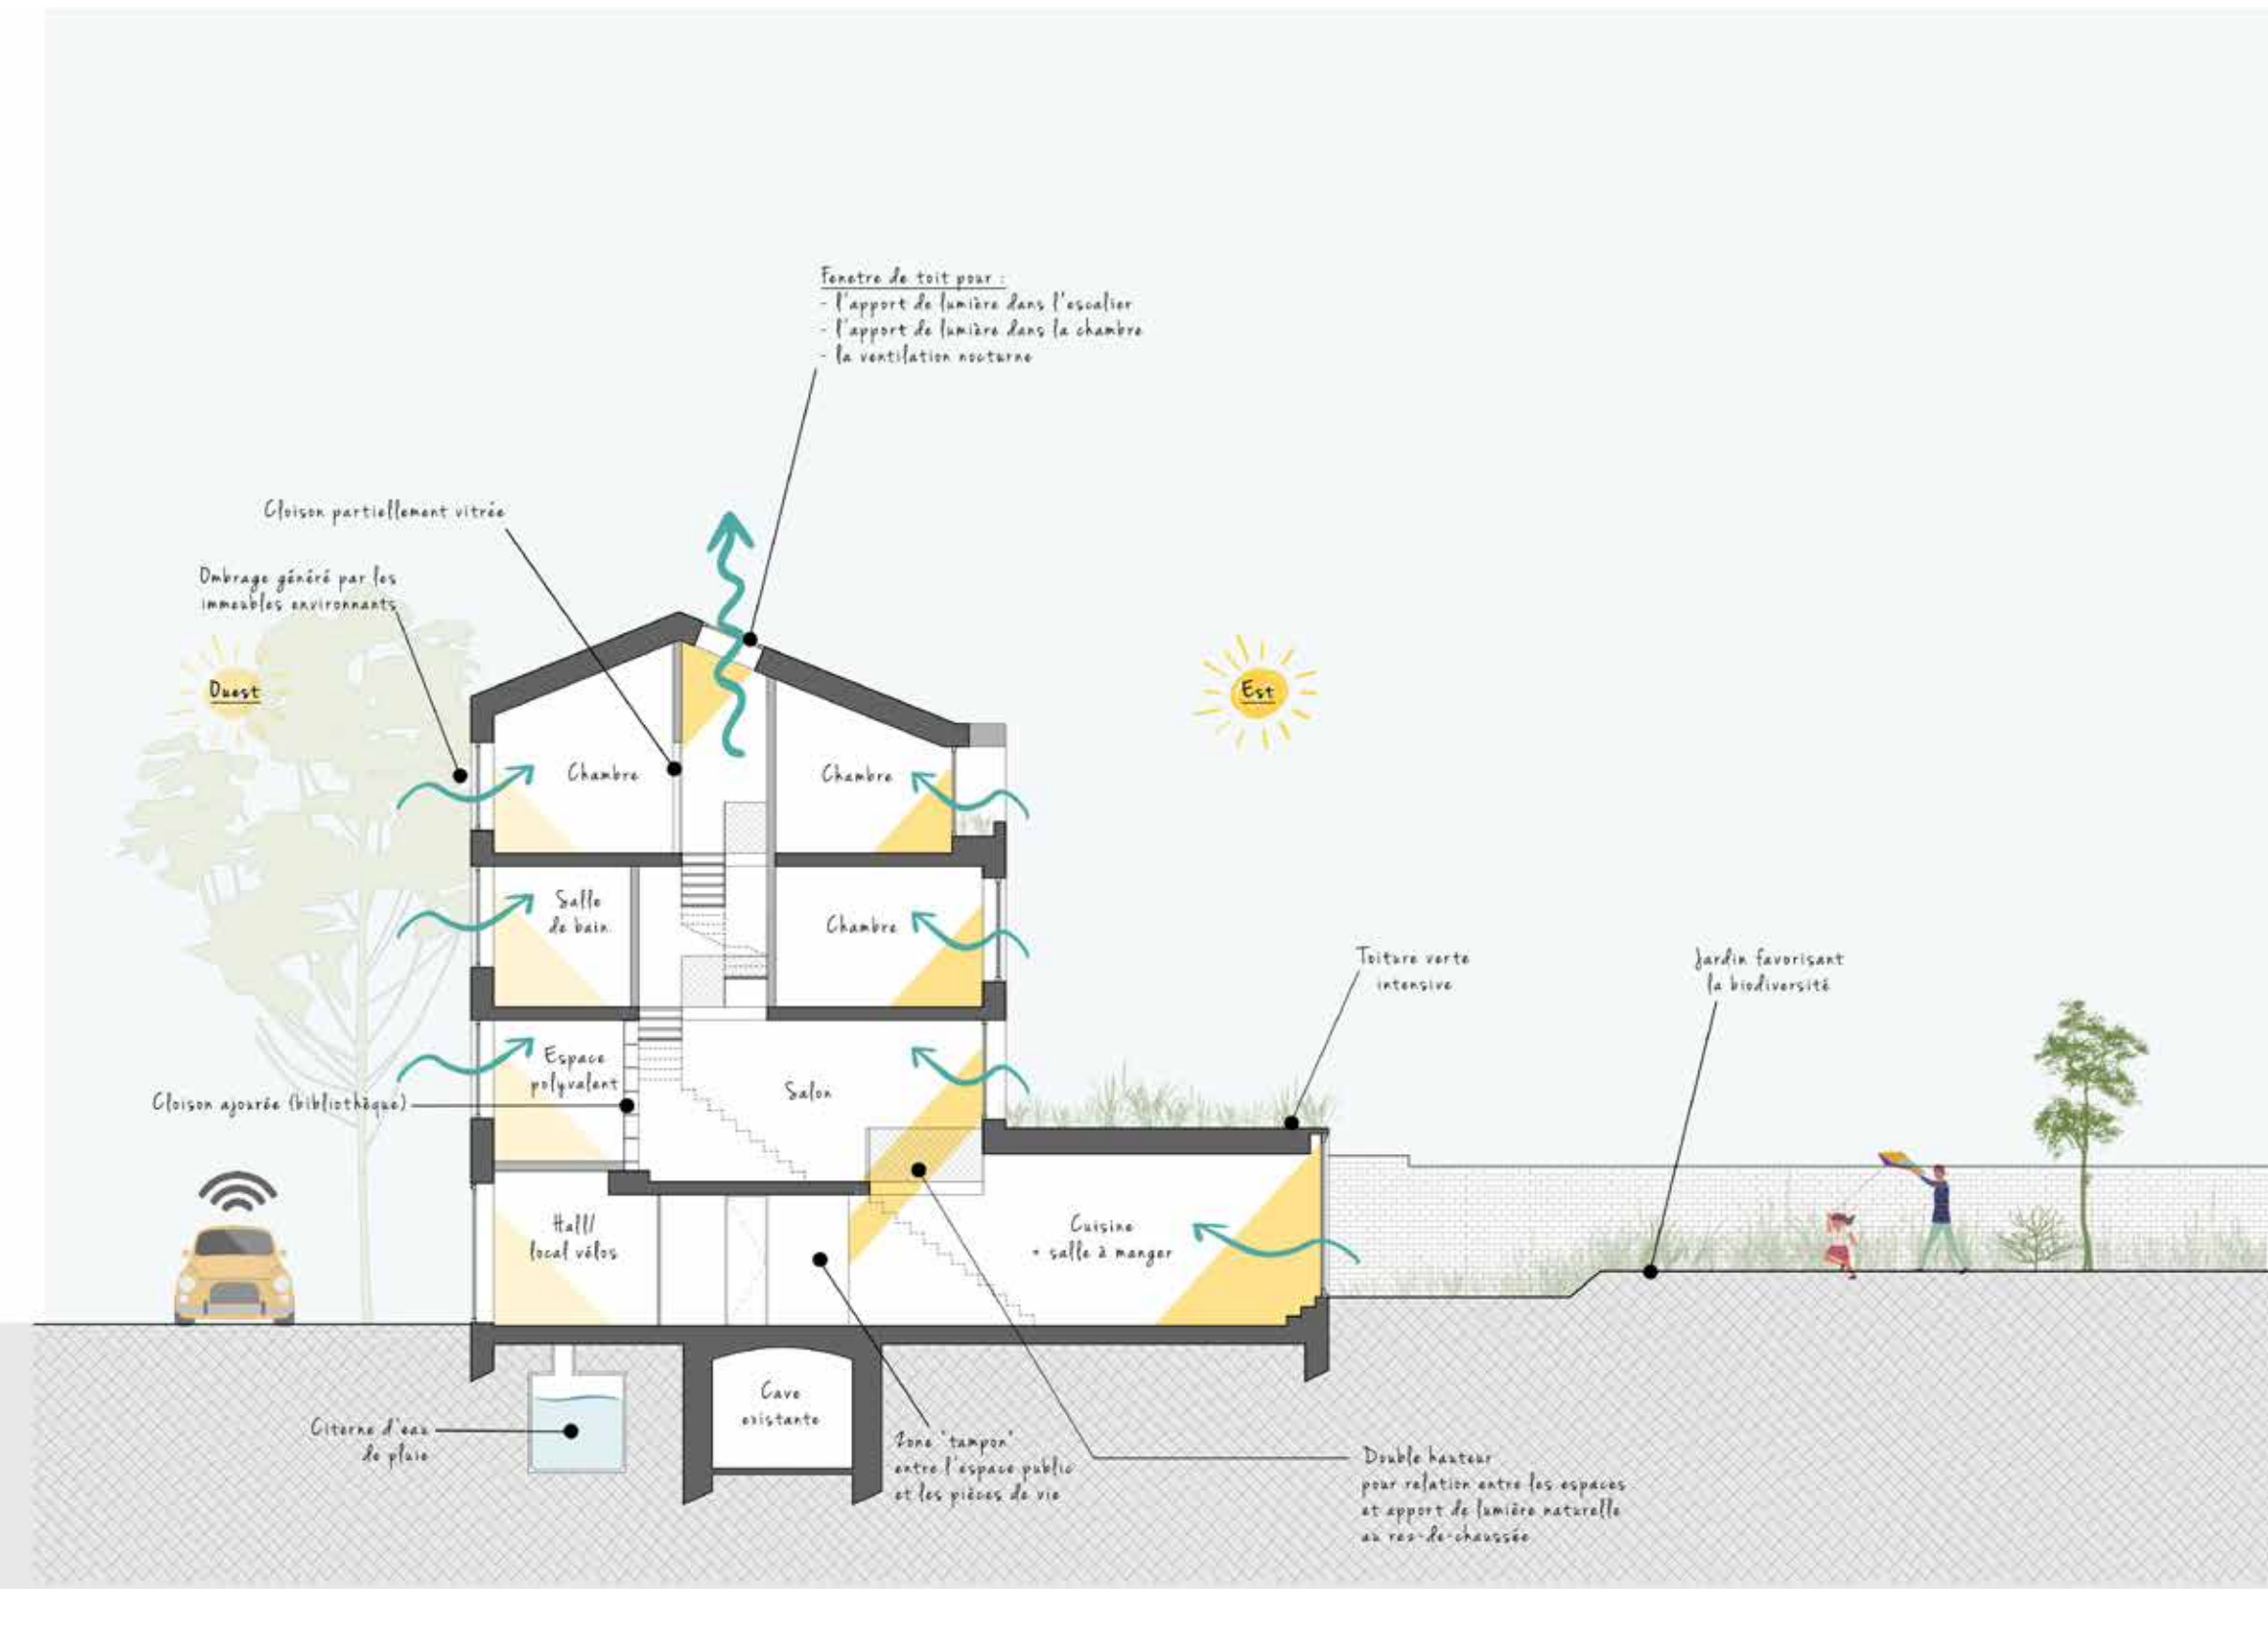 Fenetre de toit pour :
- l'apport de lumière dans l'escalier
- l'apport de lumière dans la chambre
- la ventilation nocturne
Cloison partiellement vitrée
Ombrage généré par les
immeubles environnants
Ouest
Est
Chambre
Chambre
Salle
de bain
Chambre
Toiture verte
intensive
Jardin favorisant
la biodiversité
Espace
polyvalent
Salon
Cloison ajourée (bibliothèque)
Hall/
local vélos
Cuisine
+ salle à manger
Cave
existante
Citerne d'eau
de pluie
Zone "tampon"
entre l'espace public
et les pièces de vie
Double hauteur
pour relation entre les espaces
et apport de lumière naturelle
au rez-de-chaussée